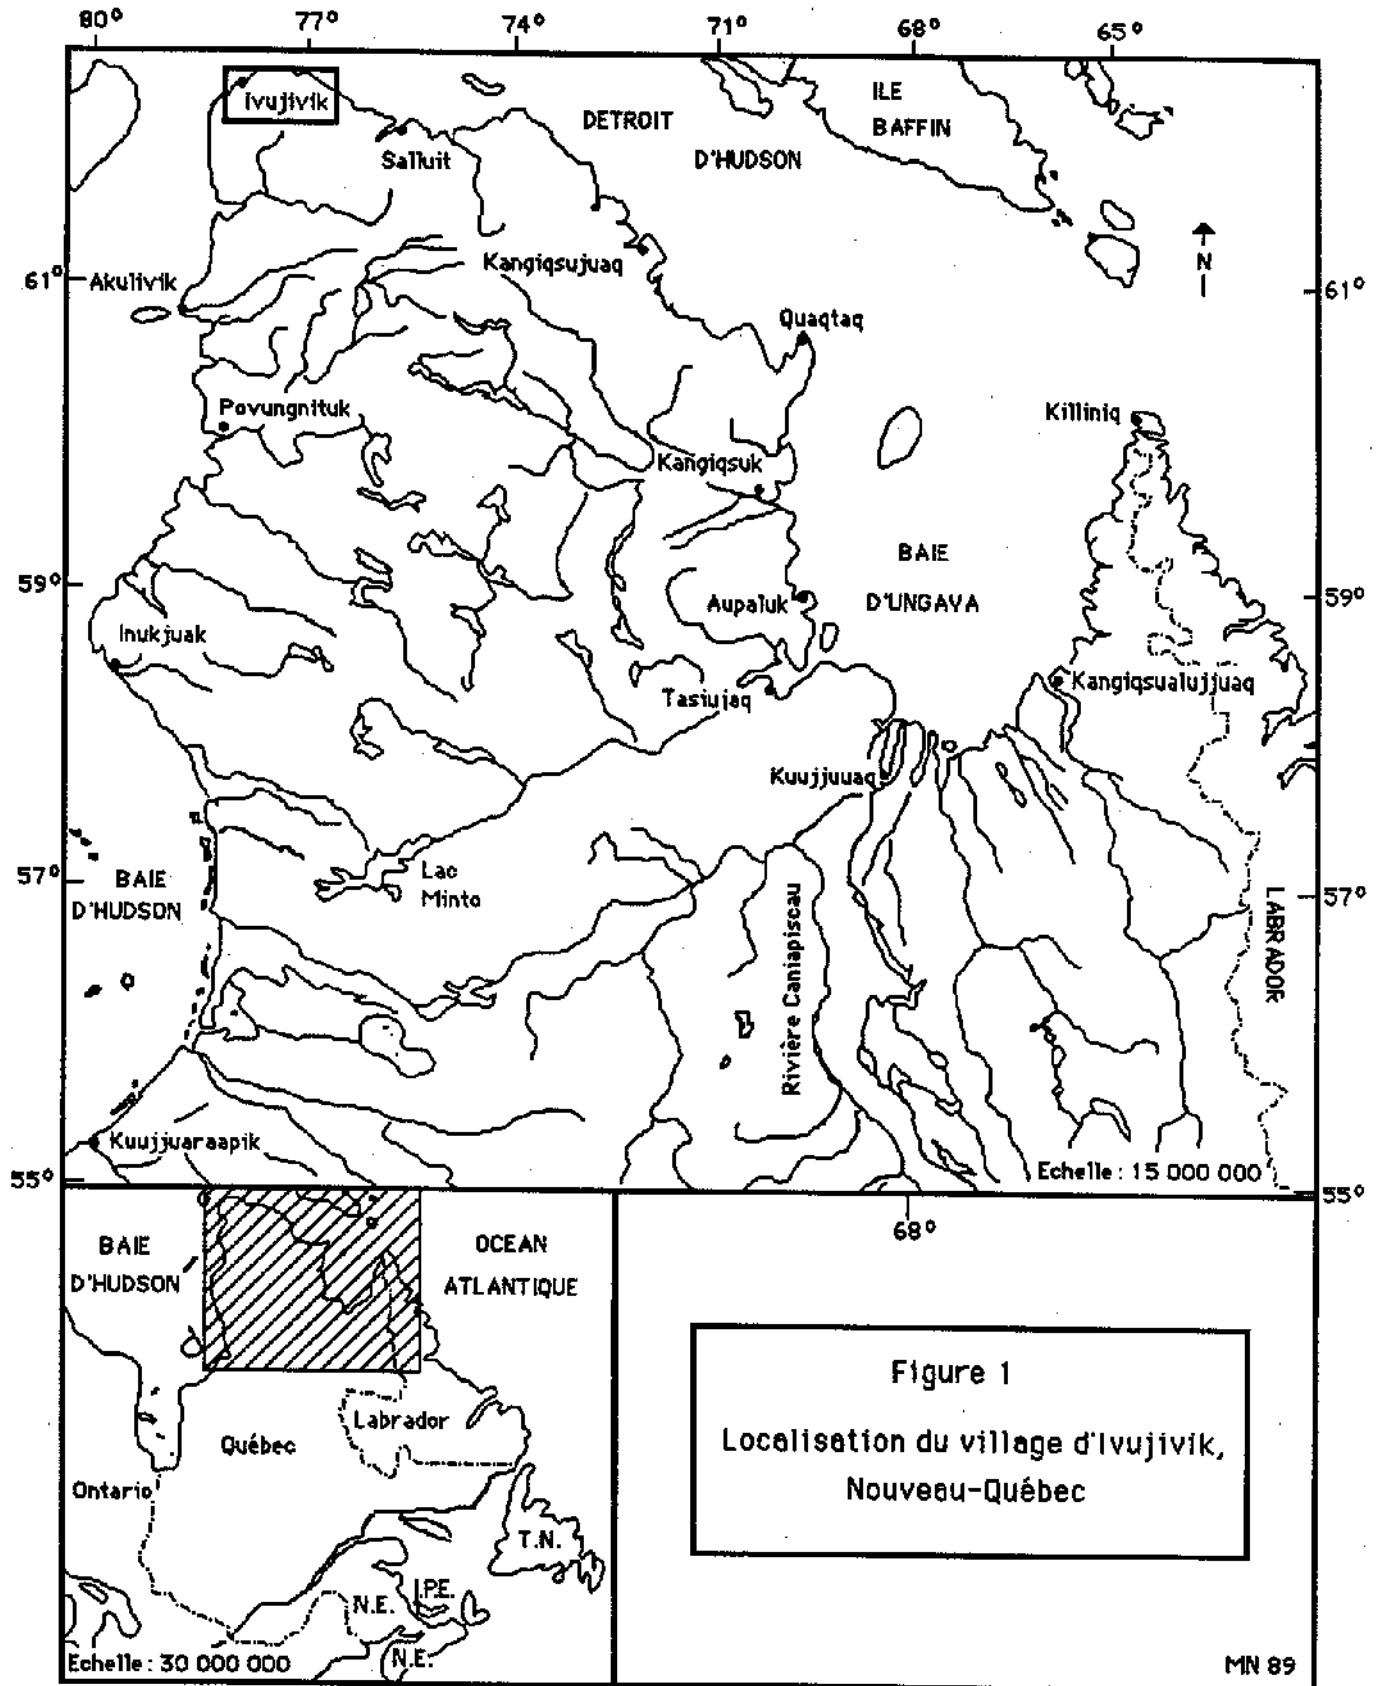 80° 77° 74° 71° 68° 65°
Ivujivik
DETROIT
D'HUDSON
ILE
BAFFIN
Salluit
N
61°
Akulivik
Kangiqsujuaq
61°
Quaqtaq
Povungnituk
Killiniq
Kangiqsuk
BAIE
D'UNGAVA
59°
Aupaluk
59°
Inukjuak
Tasiujaq
Kangiqsualujjuaq
Kuujjuuaq
57°
BAIE
D'HUDSON
Lac
Minto
Rivière Caniapiscau
LABRADOR
57°
Kuujjuaraapik
Echelle : 15 000 000
55°
55°
68°
BAIE
D'HUDSON
OCEAN
ATLANTIQUE
Labrador
Québec
Ontario
T.N.
I.P.E.
N.E.
N.E.
Echelle : 30 000 000
Figure 1
Localisation du village d'Ivujivik,
Nouveau-Québec
MN 89